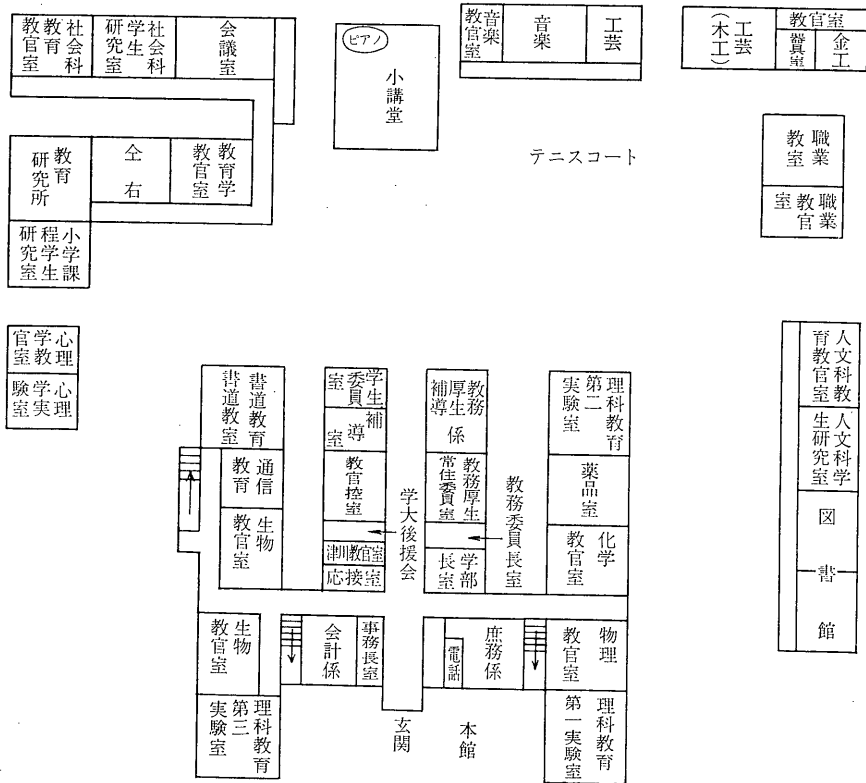 社会科
教育
教官室
社会科
学生
研究室
会議室
ピアノ
小講堂
音楽
教官室
音楽
工芸
工芸
（木工）
教官室
器具室
金工
教育
研究所
仝右
教育学
教官室
テニスコート
職業
教室
職業
教官
室
小学課
程学生
研究室
心理
学教
官室
心理
学実
験室
人文科教
育教官室
人文科学
生研究室
図書館
書道教育
書道教室
学生
委員
室
補導
室
教務
厚生係
補導
理科教育
第二
実験室
通信
教育
教官控室
教務厚生
常任委員室
薬品室
生物
教官室
学大後援会
教務委員長室
津川教官室
応接室
学部
長室
化学
教官室
生物
教官室
会計係
事務長室
電話
庶務係
物理
教官室
理科教育
第三
実験室
玄関
本館
理科教育
第一実験室